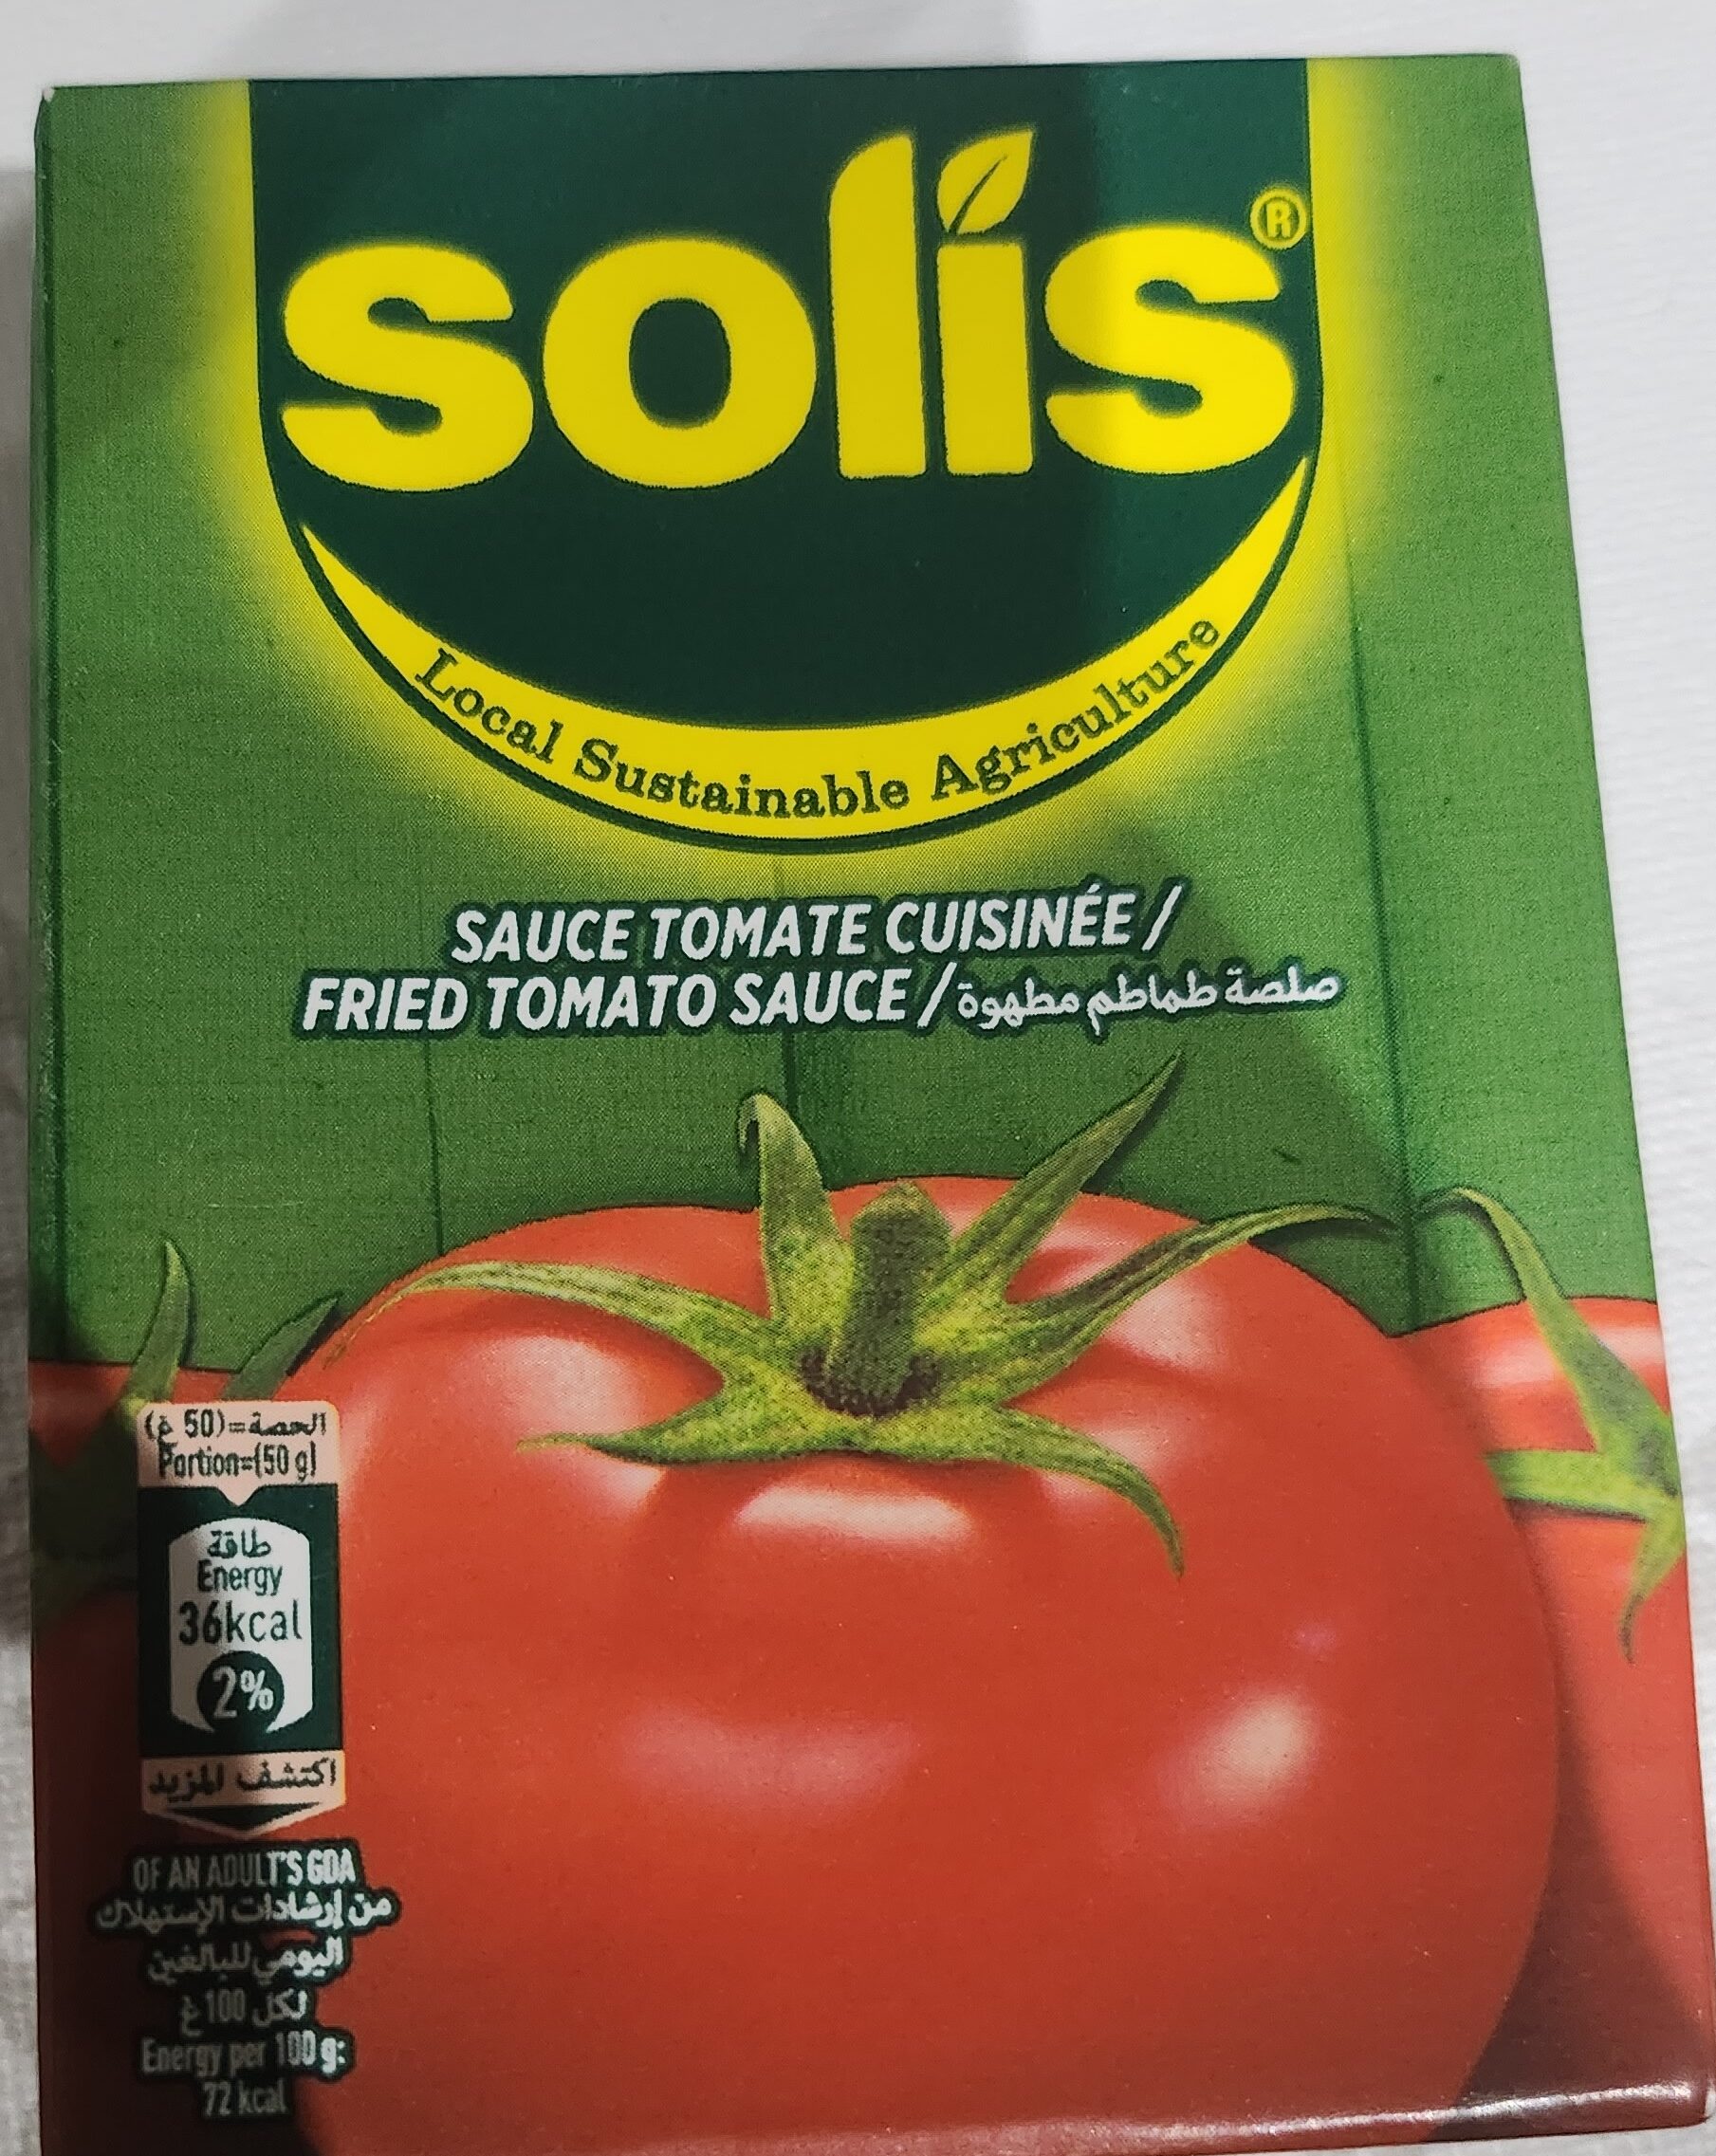 solis®
Local Sustainable Agriculture
SAUCE TOMATE CUISINÉE /
FRIED TOMATO SAUCE / صلصة طماطم مطهوة
الحصة=(50 غ)
Portion=(50 g)
طاقة
Energy
36kcal
2%
اكتشف المزيد
OF AN ADULT'S GDA
من إرشادات الإستهلاك
اليومي للبالغين
لكل 100 غ
Energy per 100 g:
72 kcal